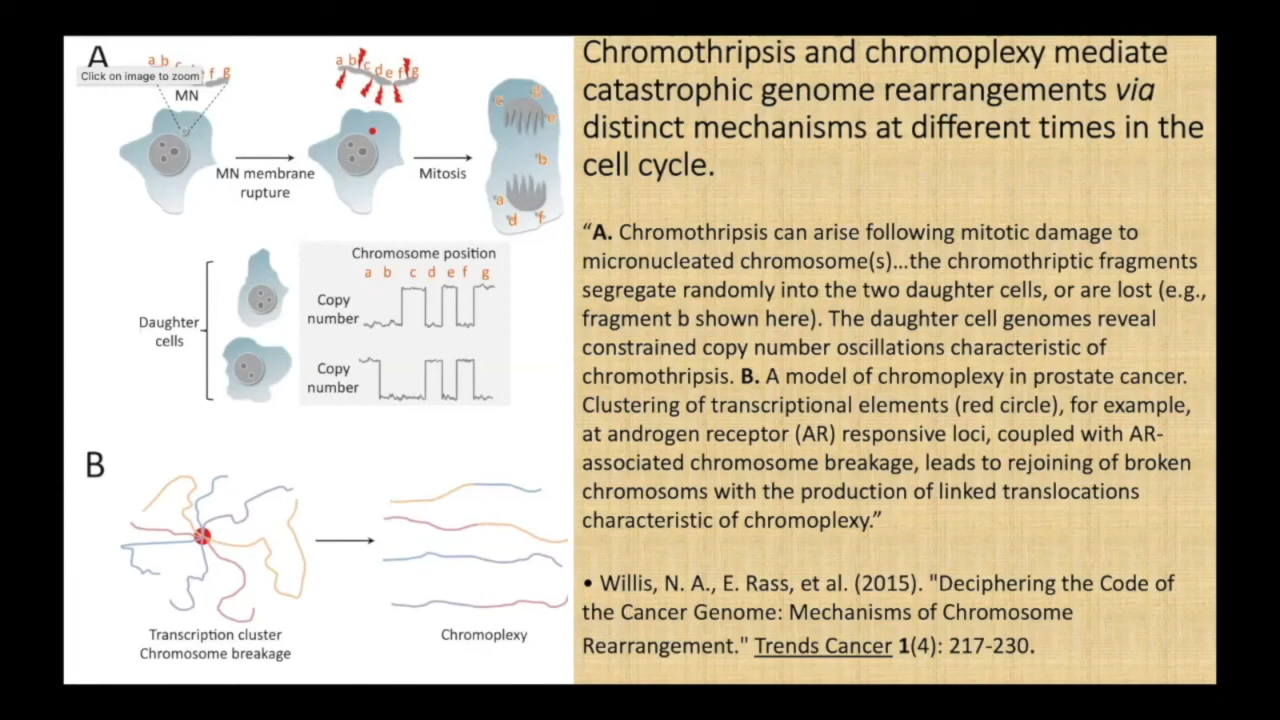 A
a b c f g
Click on image to zoom
MN
a b c d e f g
MN membrane
rupture
Mitosis
c g e
b
a d f
Daughter
cells
Chromosome position
a b c d e f g
Copy
number
Copy
number
B
Transcription cluster
Chromosome breakage
Chromoplexy
Chromothripsis and chromoplexy mediate
catastrophic genome rearrangements via
distinct mechanisms at different times in the
cell cycle.
“A. Chromothripsis can arise following mitotic damage to
micronucleated chromosome(s)…the chromothriptic fragments
segregate randomly into the two daughter cells, or are lost (e.g.,
fragment b shown here). The daughter cell genomes reveal
constrained copy number oscillations characteristic of
chromothripsis. B. A model of chromoplexy in prostate cancer.
Clustering of transcriptional elements (red circle), for example,
at androgen receptor (AR) responsive loci, coupled with AR-
associated chromosome breakage, leads to rejoining of broken
chromosoms with the production of linked translocations
characteristic of chromoplexy.”
• Willis, N. A., E. Rass, et al. (2015). "Deciphering the Code of
the Cancer Genome: Mechanisms of Chromosome
Rearrangement." Trends Cancer 1(4): 217-230.